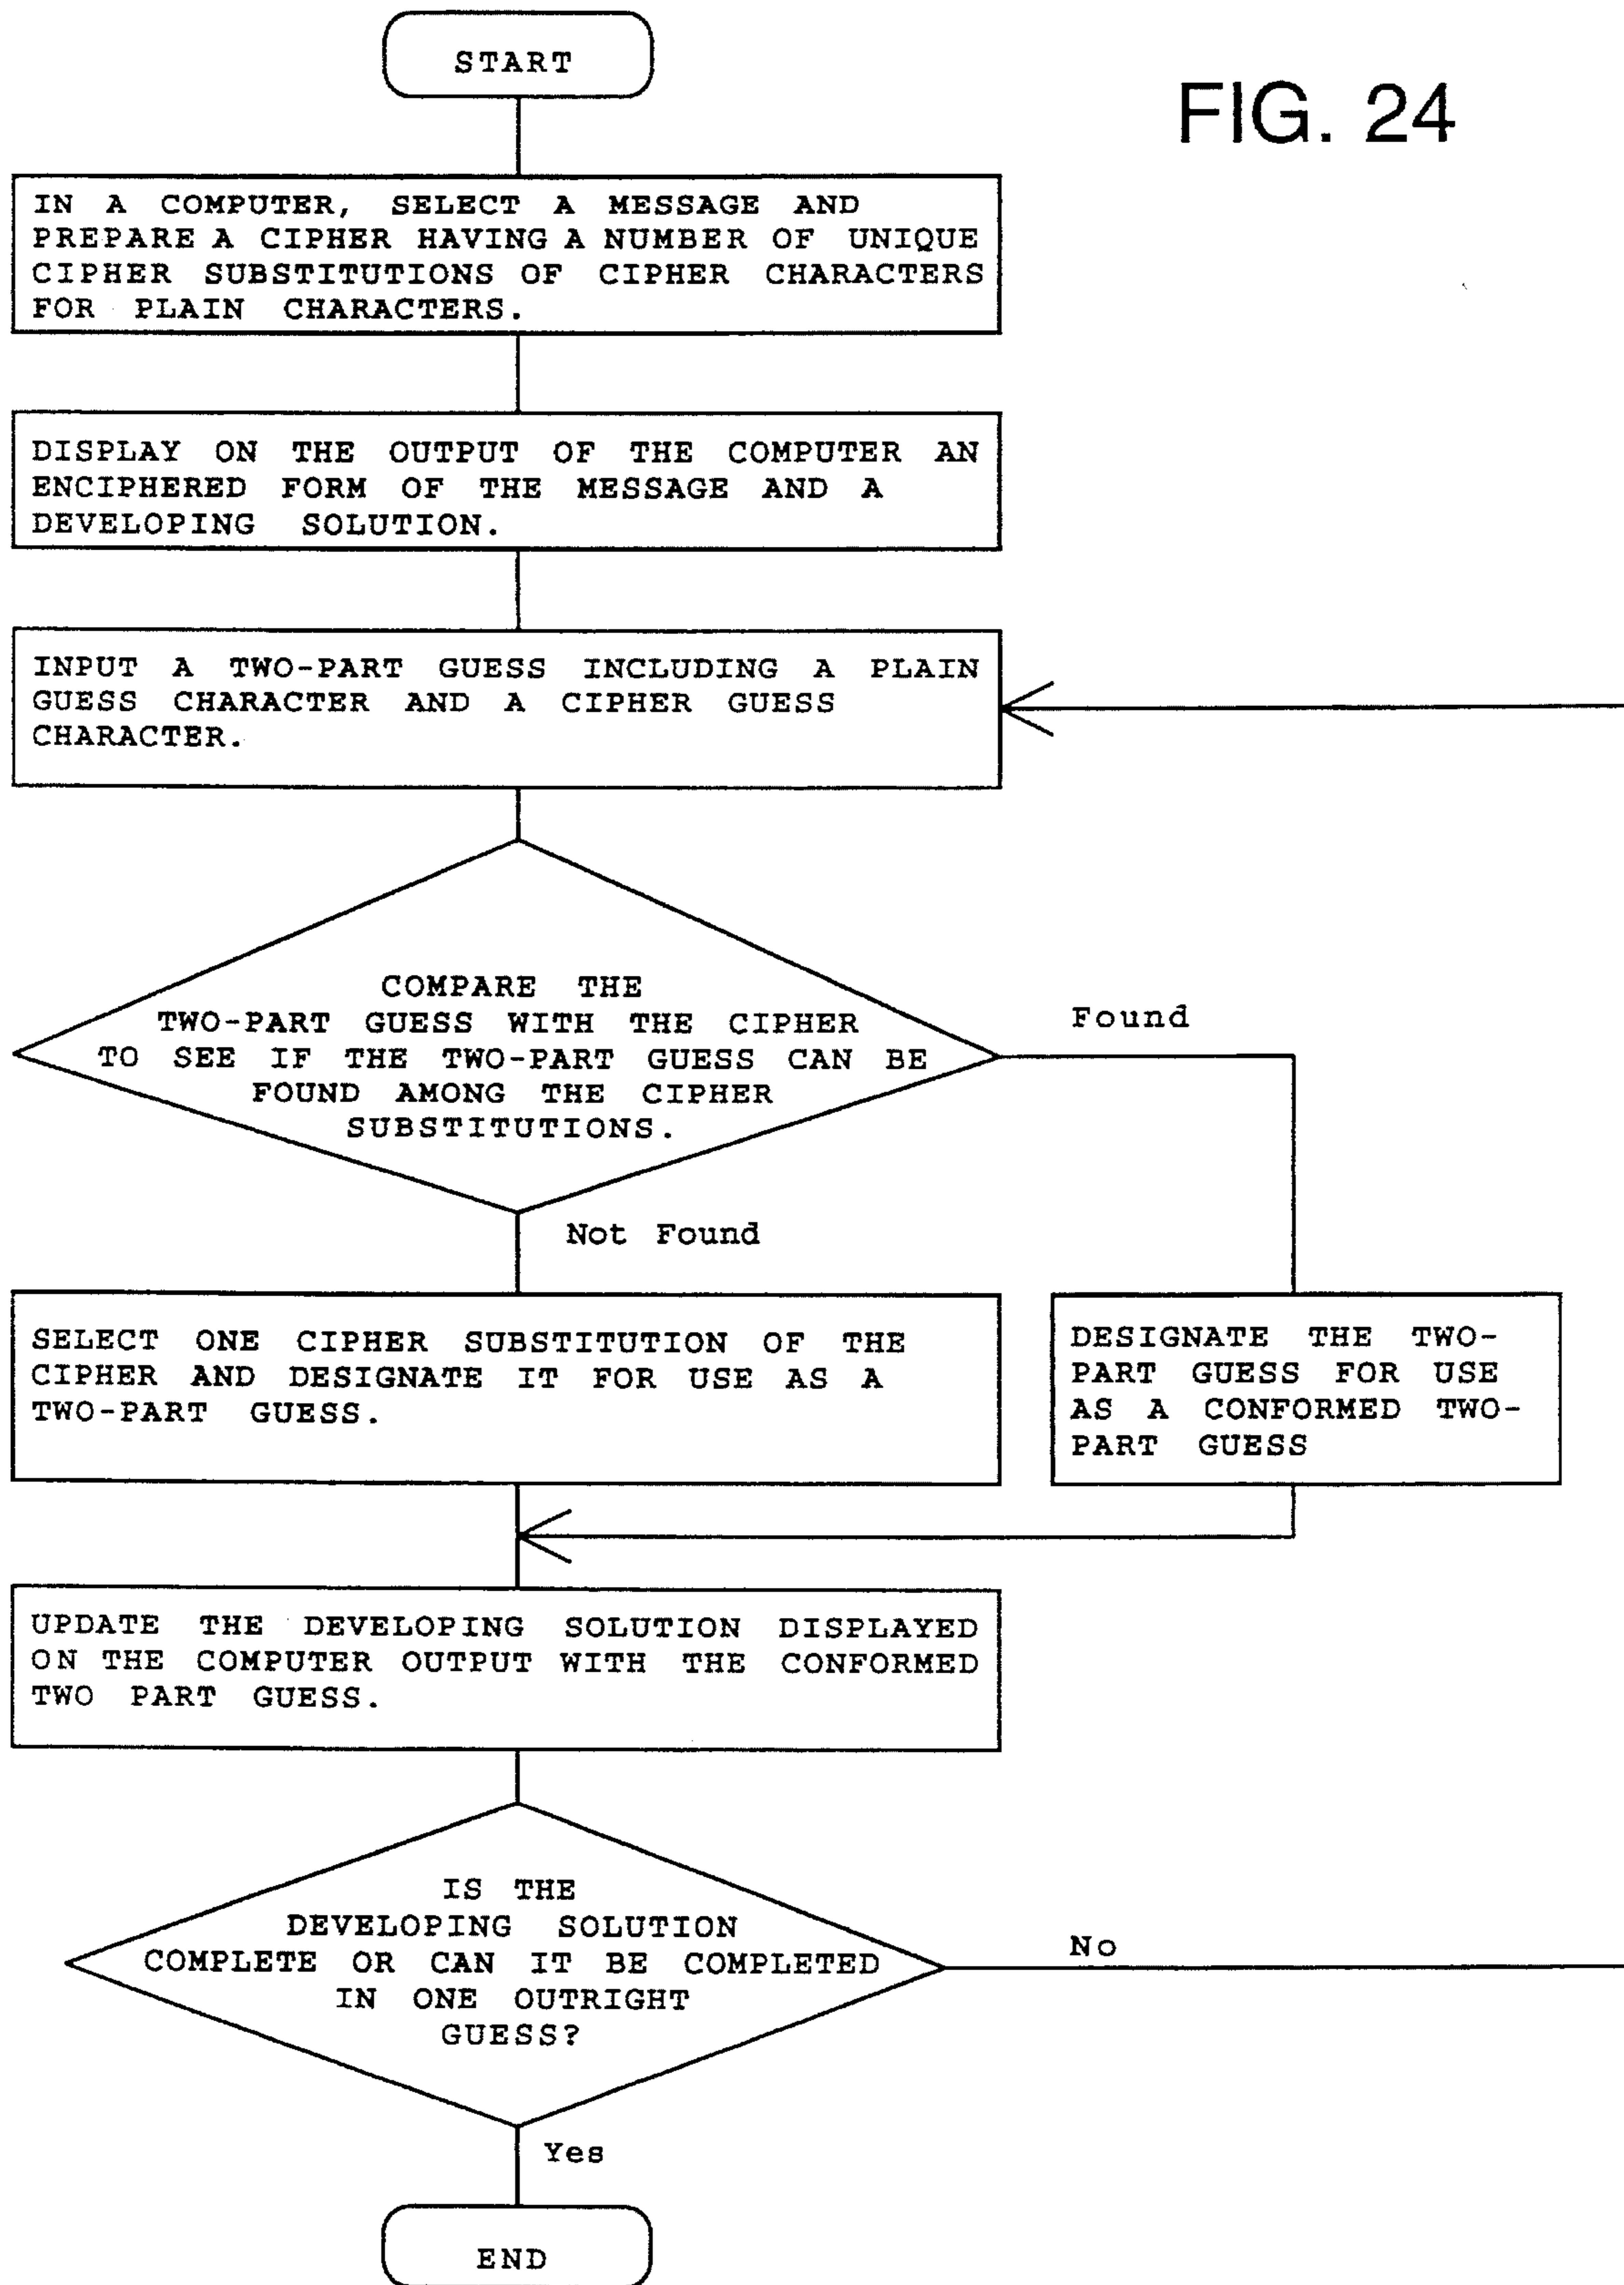 START
FIG. 24
IN A COMPUTER, SELECT A MESSAGE AND
PREPARE A CIPHER HAVING A NUMBER OF UNIQUE
CIPHER SUBSTITUTIONS OF CIPHER CHARACTERS
FOR PLAIN CHARACTERS.
DISPLAY ON THE OUTPUT OF THE COMPUTER AN
ENCIPHERED FORM OF THE MESSAGE AND A
DEVELOPING SOLUTION.
INPUT A TWO-PART GUESS INCLUDING A PLAIN
GUESS CHARACTER AND A CIPHER GUESS
CHARACTER.
COMPARE THE
TWO-PART GUESS WITH THE CIPHER
TO SEE IF THE TWO-PART GUESS CAN BE
FOUND AMONG THE CIPHER
SUBSTITUTIONS.
Found
Not Found
SELECT ONE CIPHER SUBSTITUTION OF THE
CIPHER AND DESIGNATE IT FOR USE AS A
TWO-PART GUESS.
DESIGNATE THE TWO-
PART GUESS FOR USE
AS A CONFORMED TWO-
PART GUESS
UPDATE THE DEVELOPING SOLUTION DISPLAYED
ON THE COMPUTER OUTPUT WITH THE CONFORMED
TWO PART GUESS.
IS THE
DEVELOPING SOLUTION
COMPLETE OR CAN IT BE COMPLETED
IN ONE OUTRIGHT
GUESS?
No
Yes
END